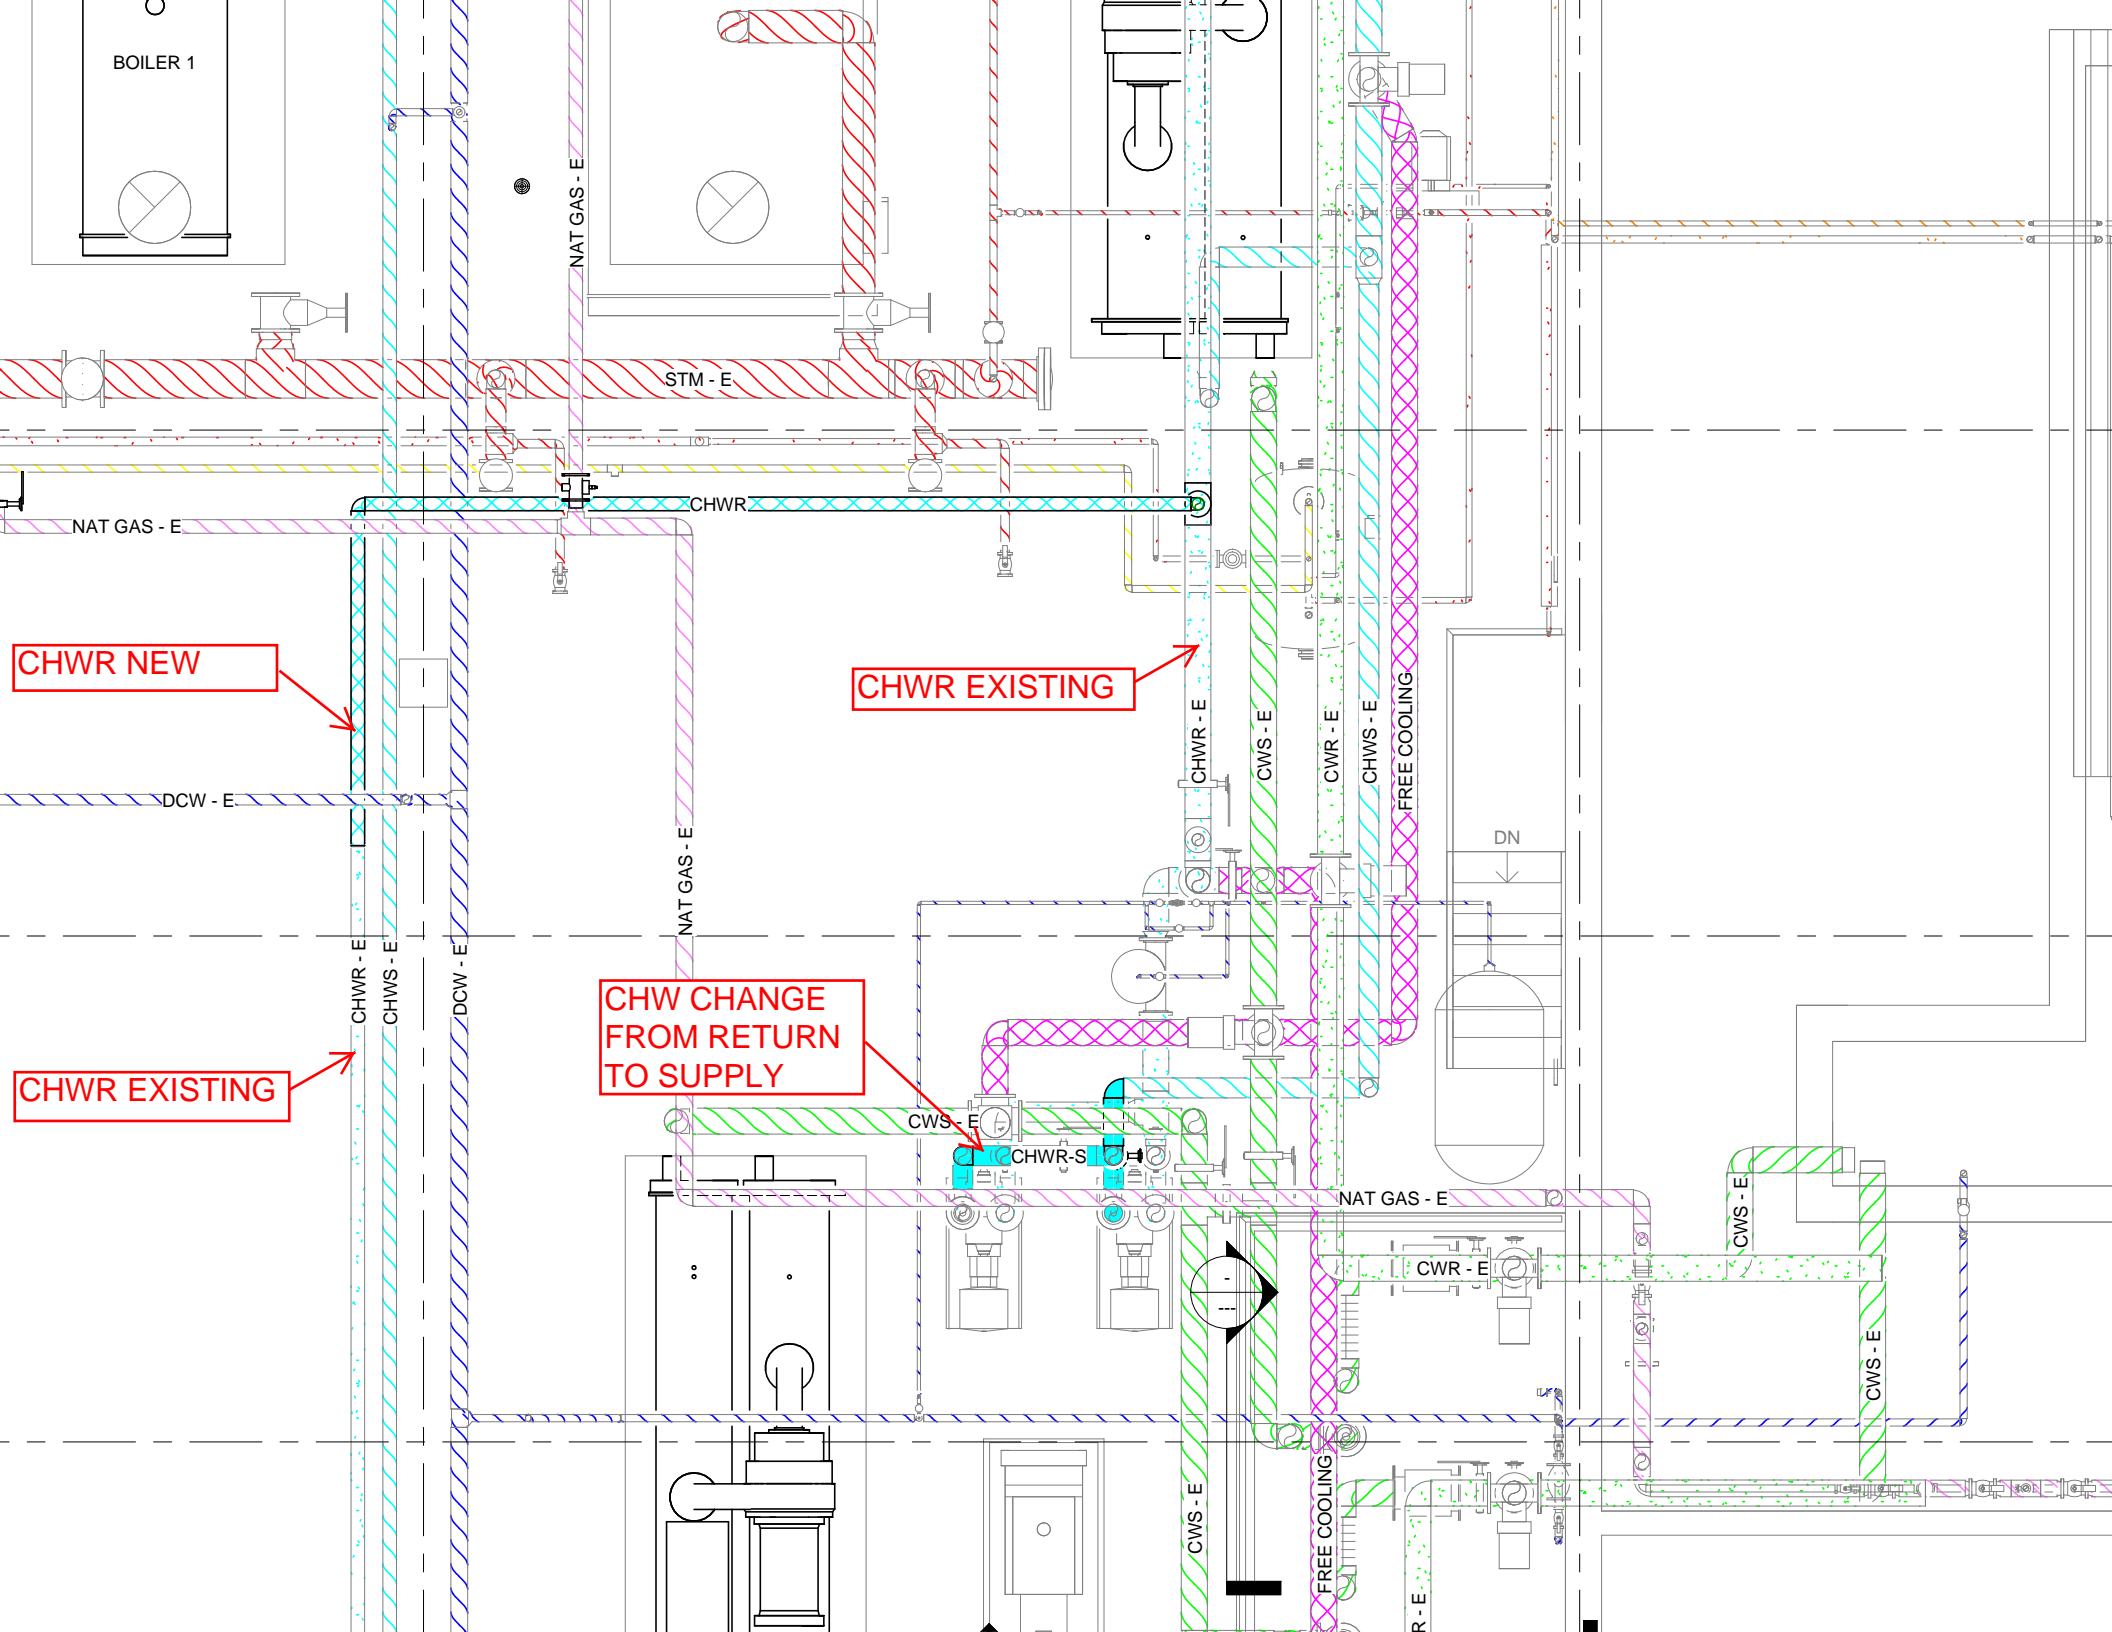 BOILER 1
NAT GAS - E
STM - E
CHWR
NAT GAS - E
CHWR NEW
CHWR EXISTING
CHWR - E
CWS - E
CWR - E
CHWS - E
FREE COOLING
DCW - E
NAT GAS - E
DN
CHWR - E
CHWS - E
DCW - E
CHW CHANGE
FROM RETURN
TO SUPPLY
CHWR EXISTING
CWS - E
CHWR-S
NAT GAS - E
CWS - E
CWR - E
-
---
CWS - E
CWS - E
FREE COOLING
R - E